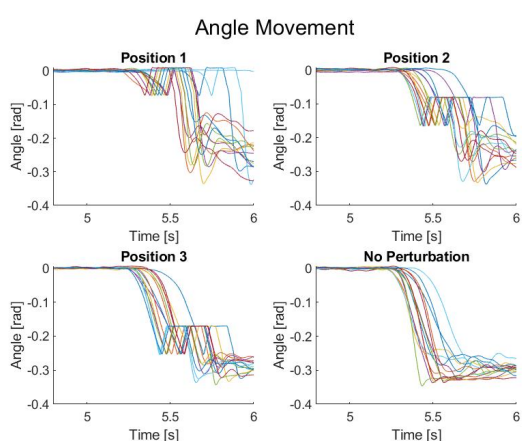 Angle Movement
Position 1
0
-0.1
-0.2
-0.3
-0.4
Angle [rad]
5
5.5
6
Time [s]
Position 2
0
-0.1
-0.2
-0.3
-0.4
Angle [rad]
5
5.5
6
Time [s]
Position 3
0
-0.1
-0.2
-0.3
-0.4
Angle [rad]
5
5.5
6
Time [s]
No Perturbation
0
-0.1
-0.2
-0.3
-0.4
Angle [rad]
5
5.5
6
Time [s]